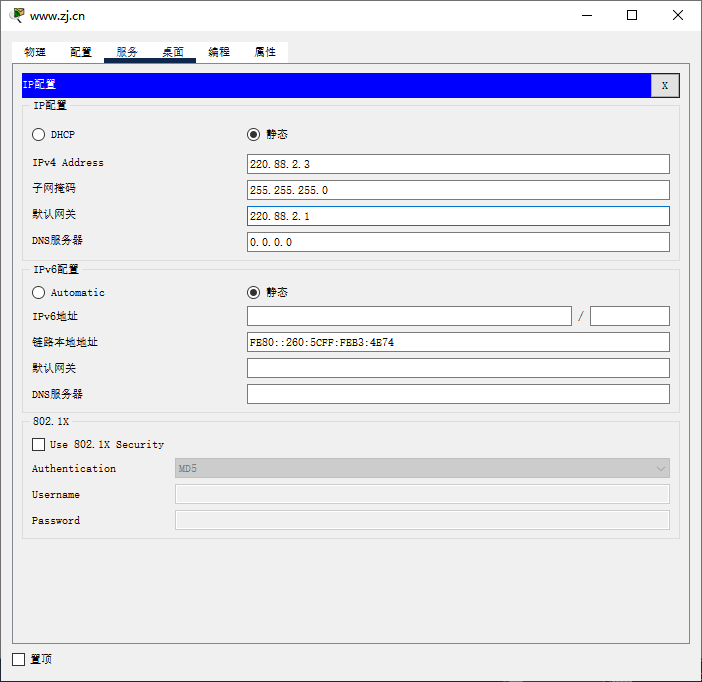 www.zj.cn
物理 配置 服务 桌面 编程 属性
IP配置 X
IP配置
DHCP 静态
IPv4 Address 220.88.2.3
子网掩码 255.255.255.0
默认网关 220.88.2.1
DNS服务器 0.0.0.0
IPv6配置
Automatic 静态
IPv6地址 /
链路本地地址 FE80::260:5CFF:FEB3:4E74
默认网关
DNS服务器
802.1X
Use 802.1X Security
Authentication MD5
Username
Password
置顶